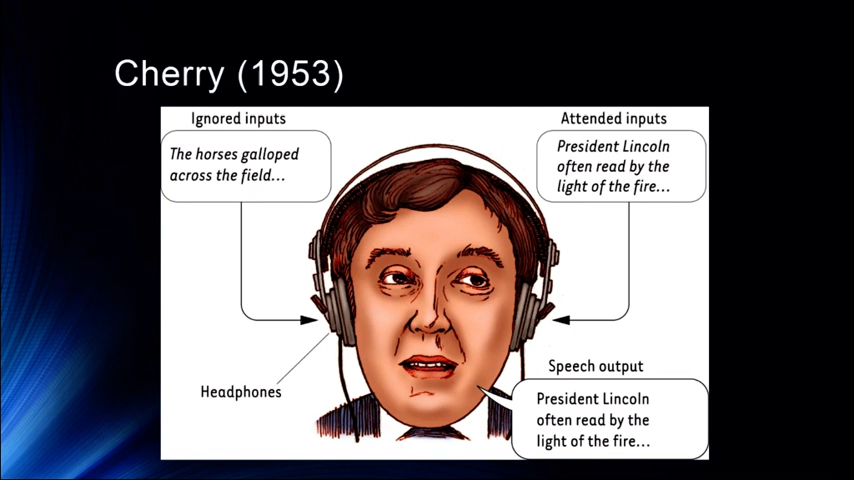 Cherry (1953)
Ignored inputs
The horses galloped
across the field...
Attended inputs
President Lincoln
often read by the
light of the fire...
Headphones
Speech output
President Lincoln
often read by the
light of the fire...